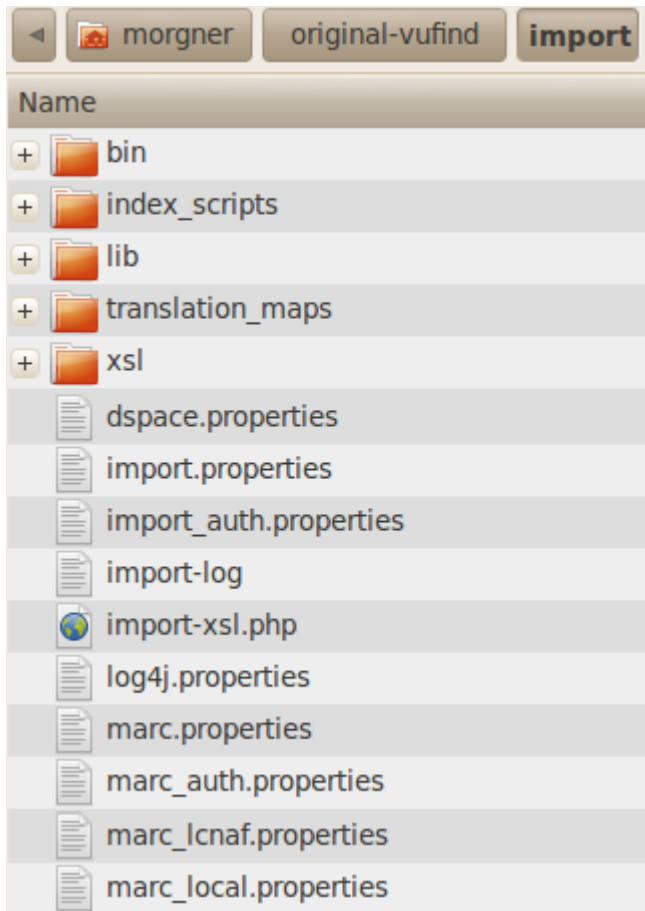 morgner original-vufind import
Name
bin
index_scripts
lib
translation_maps
xsl
dspace.properties
import.properties
import_auth.properties
import-log
import-xsl.php
log4j.properties
marc.properties
marc_auth.properties
marc_lcnaf.properties
marc_local.properties